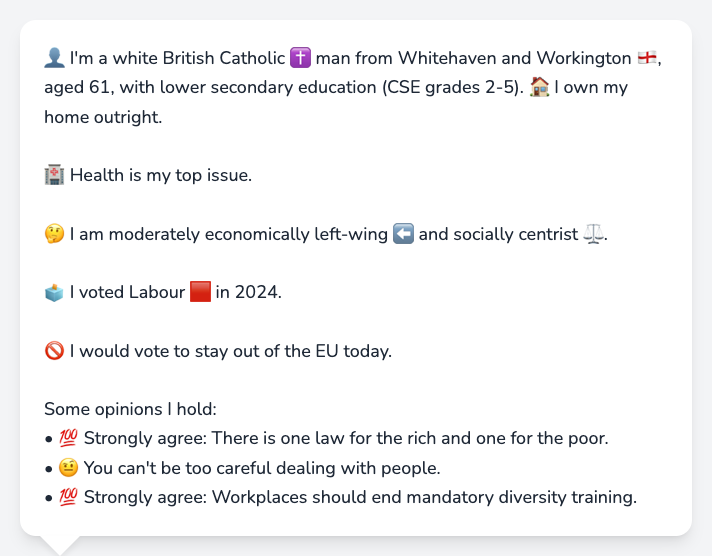 👤 I'm a white British Catholic ✝️ man from Whitehaven and Workington 🏴󠁧󠁢󠁥󠁮󠁧󠁿,
aged 61, with lower secondary education (CSE grades 2-5). 🏠 I own my
home outright.
🏥 Health is my top issue.
🤔 I am moderately economically left-wing ⬅️ and socially centrist ⚖️.
🗳️ I voted Labour 🟥 in 2024.
🚫 I would vote to stay out of the EU today.
Some opinions I hold:
• 💯 Strongly agree: There is one law for the rich and one for the poor.
• 🤨 You can't be too careful dealing with people.
• 💯 Strongly agree: Workplaces should end mandatory diversity training.